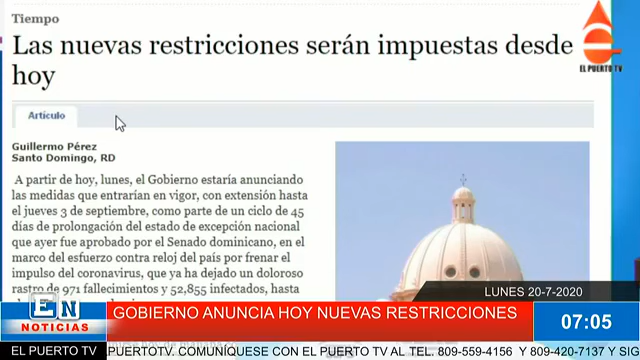 Tiempo
Las nuevas restricciones serán impuestas desde
hoy
EL PUERTO TV
Artículo
Guillermo Pérez
Santo Domingo, RD
A partir de hoy, lunes, el Gobierno estaría anunciando
las medidas que entrarían en vigor, con extensión hasta
el jueves 3 de septiembre, como parte de un ciclo de 45
días de prolongación del estado de excepción nacional
que ayer fue aprobado por el Senado dominicano, en el
marco del esfuerzo contra reloj del país por frenar el
impulso del coronavirus, que ya ha dejado un doloroso
rastro de 971 fallecimientos y 52,855 infectados, hasta
LUNES 20-7-2020
EN
NOTICIAS
GOBIERNO ANUNCIA HOY NUEVAS RESTRICCIONES
07:05
EL PUERTO TV
PUERTOTV. COMUNÍQUESE CON EL PUERTO TV AL TEL. 809-559-4156 Y 809-420-7137 Y SIG